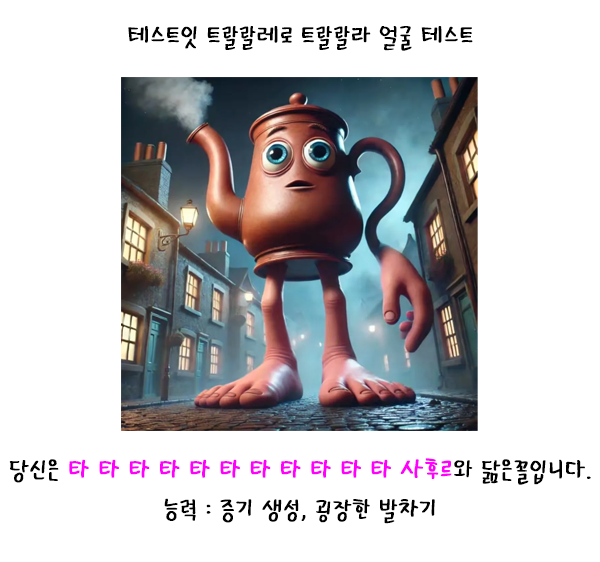 테스트잇 트랄랄레로 트랄랄라 얼굴 테스트
당신은 타 타 타 타 타 타 타 타 타 타 타 사후르와 닮은꼴입니다.
능력 : 증기 생성, 굉장한 발차기